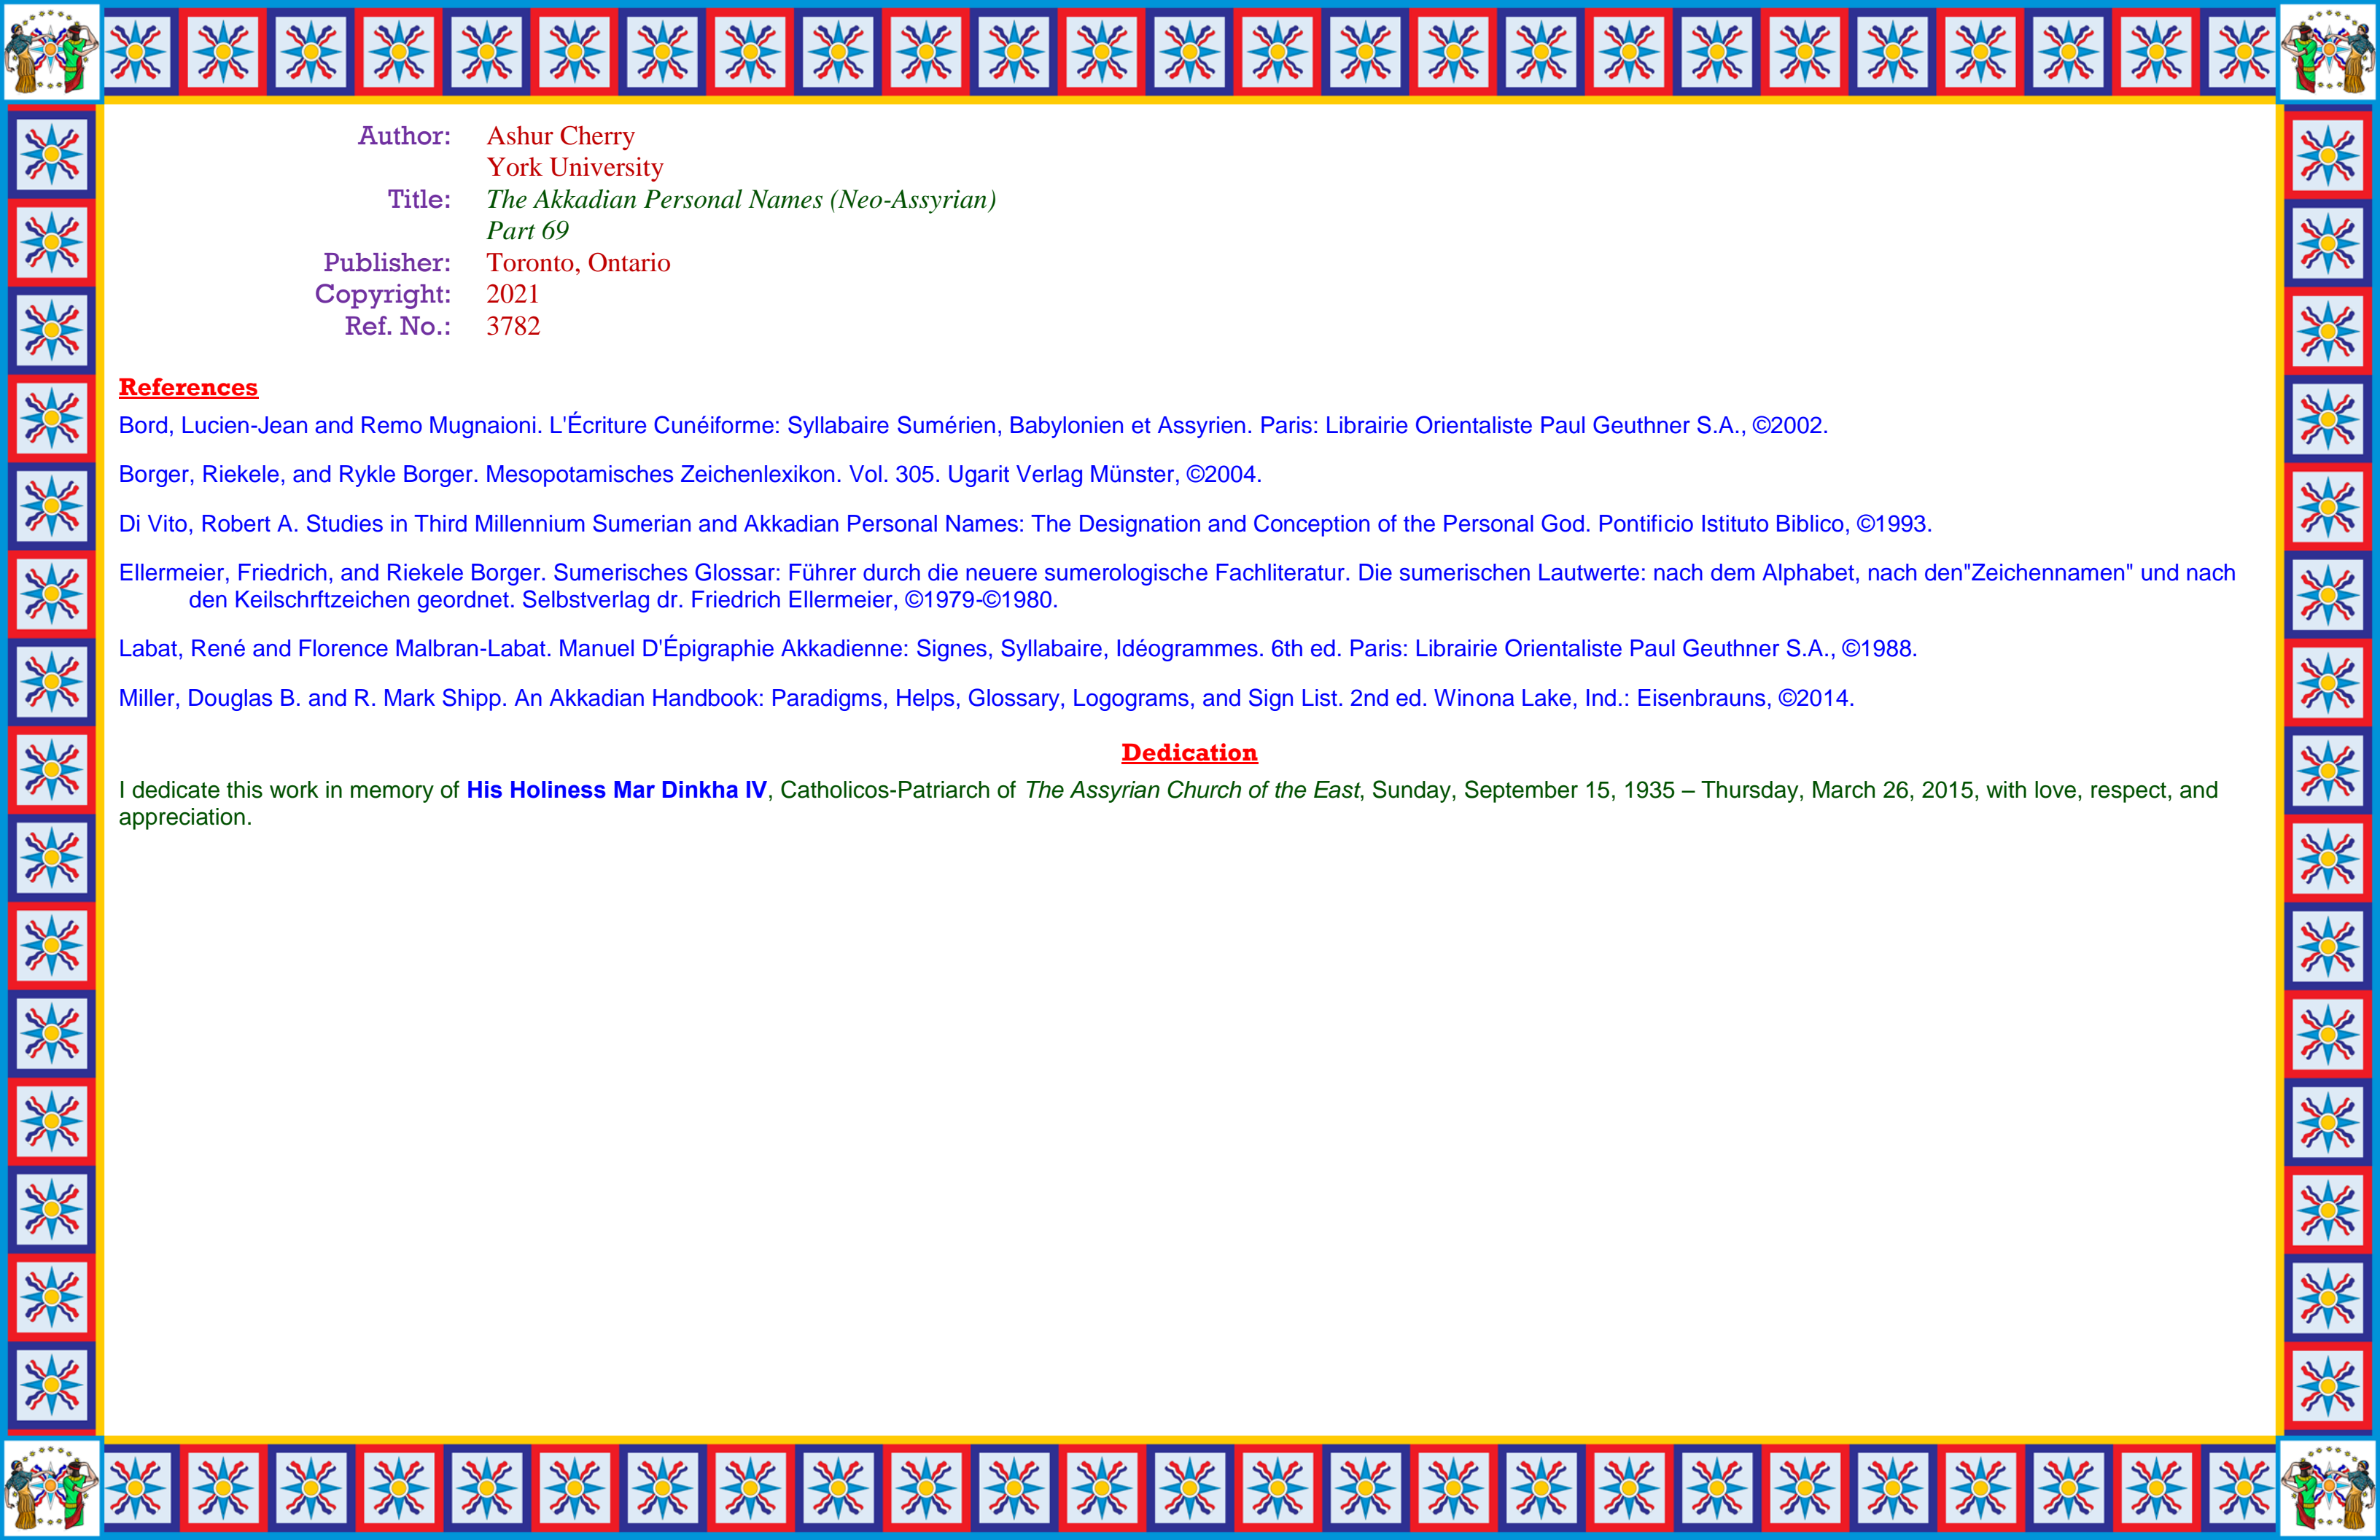 Author: Ashur Cherry
York University
Title: The Akkadian Personal Names (Neo-Assyrian)
Part 69
Publisher: Toronto, Ontario
Copyright: 2021
Ref. No.: 3782
References
Bord, Lucien-Jean and Remo Mugnaioni. L'Écriture Cunéiforme: Syllabaire Sumérien, Babylonien et Assyrien. Paris: Librairie Orientaliste Paul Geuthner S.A., ©2002.
Borger, Riekele, and Rykle Borger. Mesopotamisches Zeichenlexikon. Vol. 305. Ugarit Verlag Münster, ©2004.
Di Vito, Robert A. Studies in Third Millennium Sumerian and Akkadian Personal Names: The Designation and Conception of the Personal God. Pontificio Istituto Biblico, ©1993.
Ellermeier, Friedrich, and Riekele Borger. Sumerisches Glossar: Führer durch die neuere sumerologische Fachliteratur. Die sumerischen Lautwerte: nach dem Alphabet, nach den"Zeichennamen" und nach
den Keilschrftzeichen geordnet. Selbstverlag dr. Friedrich Ellermeier, ©1979-©1980.
Labat, René and Florence Malbran-Labat. Manuel D'Épigraphie Akkadienne: Signes, Syllabaire, Idéogrammes. 6th ed. Paris: Librairie Orientaliste Paul Geuthner S.A., ©1988.
Miller, Douglas B. and R. Mark Shipp. An Akkadian Handbook: Paradigms, Helps, Glossary, Logograms, and Sign List. 2nd ed. Winona Lake, Ind.: Eisenbrauns, ©2014.
Dedication
I dedicate this work in memory of His Holiness Mar Dinkha IV, Catholicos-Patriarch of The Assyrian Church of the East, Sunday, September 15, 1935 – Thursday, March 26, 2015, with love, respect, and
appreciation.